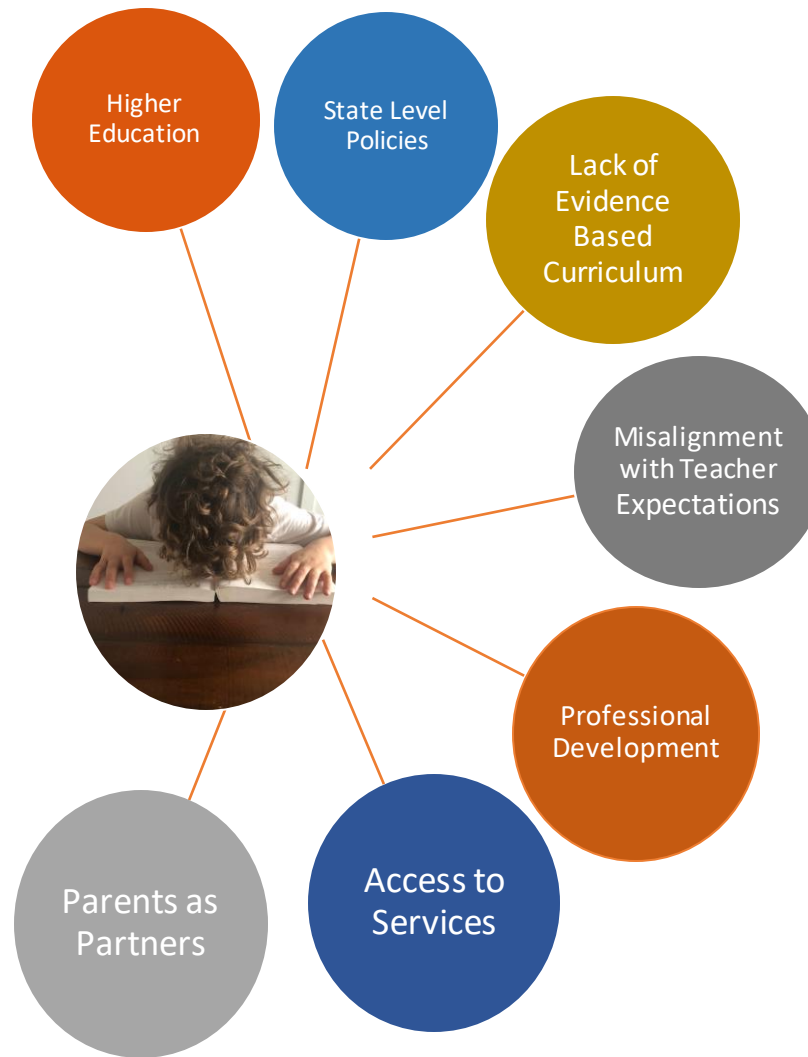 Higher
Education
State Level
Policies
Lack of
Evidence
Based
Curriculum
Misalignment
with Teacher
Expectations
Professional
Development
Access to
Services
Parents as
Partners